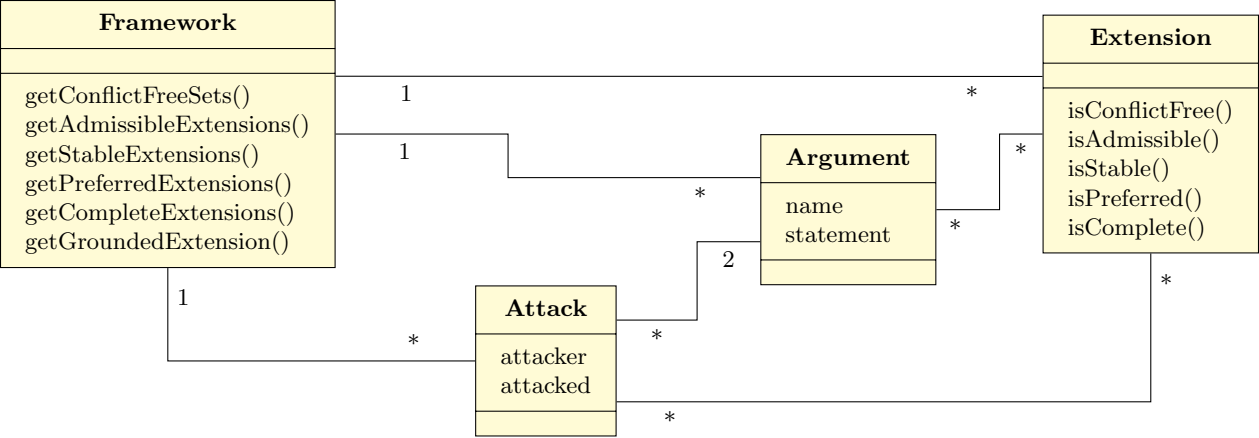 Framework
getConflictFreeSets()
getAdmissibleExtensions()
getStableExtensions()
getPreferredExtensions()
getCompleteExtensions()
getGroundedExtension()
Extension
isConflictFree()
isAdmissible()
isStable()
isPreferred()
isComplete()
Argument
name
statement
Attack
attacker
attacked
1
*
1
*
*
*
2
*
1
*
*
*